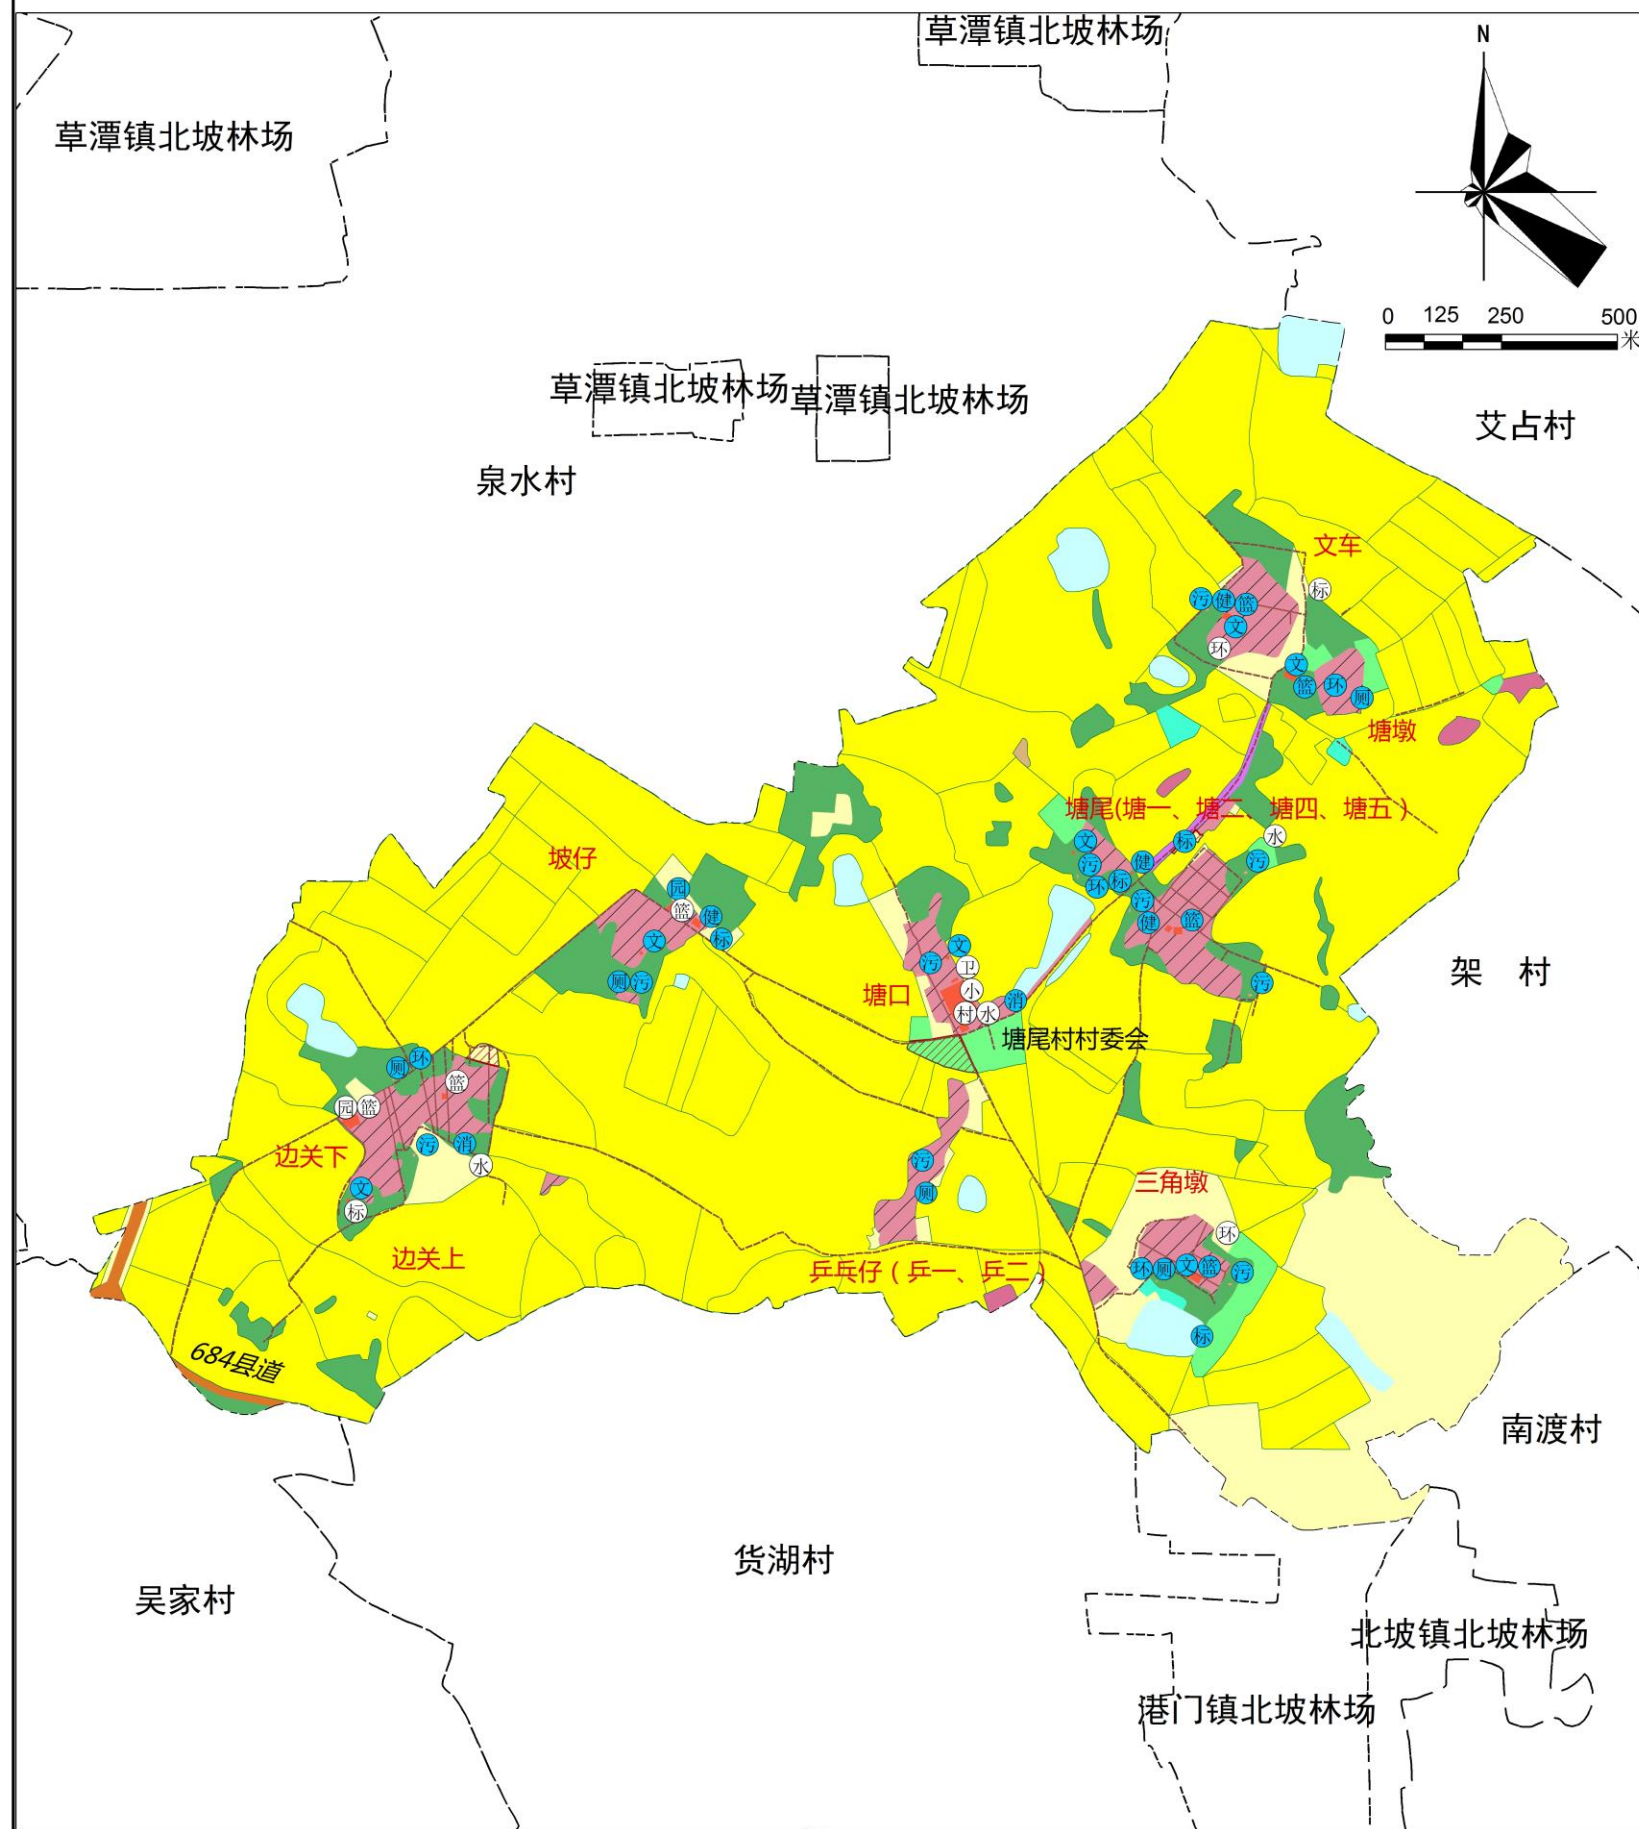 草潭镇北坡林场
N
草潭镇北坡林场
0 125 250 500
米
草潭镇北坡林场
草潭镇北坡林场
艾占村
泉水村
文车
标
污 健 篮
文
环
文
篮 环 厕
塘墩
塘尾(塘一、塘二、塘四、塘五)
文 标 水
污 健 污
环 标
污
健 篮
坡仔
园
篮 健
文 标
厕 污
文
污 卫
小
塘口
村 水 消
污
架 村
塘尾村村委会
厕 环
篮
园 篮
污 消
水
边关下
文
标
污
厕
三角墩
环
边关上
乒乓仔(乒一、乒二)
环 厕 文 篮 污
标
684县道
南渡村
货湖村
吴家村
北坡镇北坡林场
港门镇北坡林场